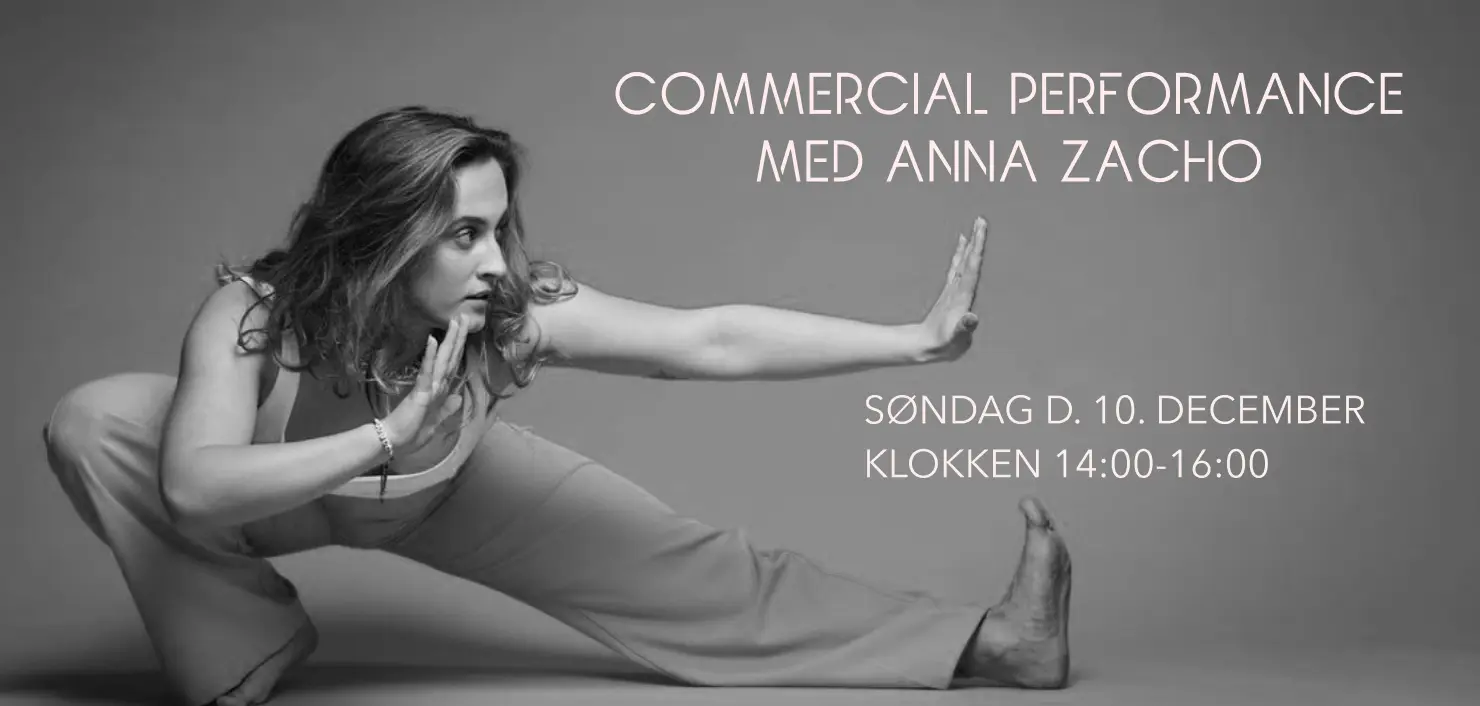 COMMERCIAL PERFORMANCE
MED ANNA ZACHO
SØNDAG D. 10. DECEMBER
KLOKKEN 14:00-16:00